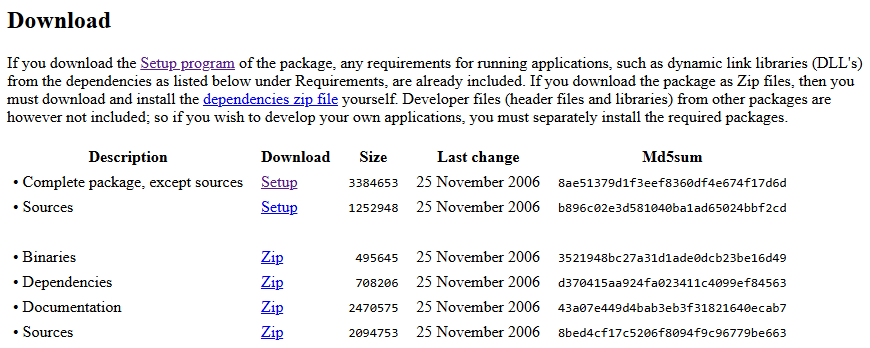 Download
If you download the Setup program of the package, any requirements for running applications, such as dynamic link libraries (DLL's)
from the dependencies as listed below under Requirements, are already included. If you download the package as Zip files, then you
must download and install the dependencies zip file yourself. Developer files (header files and libraries) from other packages are
however not included; so if you wish to develop your own applications, you must separately install the required packages.
Description Download Size Last change Md5sum
• Complete package, except sources Setup 3384653 25 November 2006 8ae51379d1f3eef8360df4e674f17d6d
• Sources Setup 1252948 25 November 2006 b896c02e3d581040ba1ad65024bbf2cd
• Binaries Zip 495645 25 November 2006 3521948bc27a31d1ade0dcb23be16d49
• Dependencies Zip 708206 25 November 2006 d370415aa924fa023411c4099ef84563
• Documentation Zip 2470575 25 November 2006 43a07e449d4bab3eb3f31821640ecab7
• Sources Zip 2094753 25 November 2006 8bed4cf17c5206f8094f9c96779be663